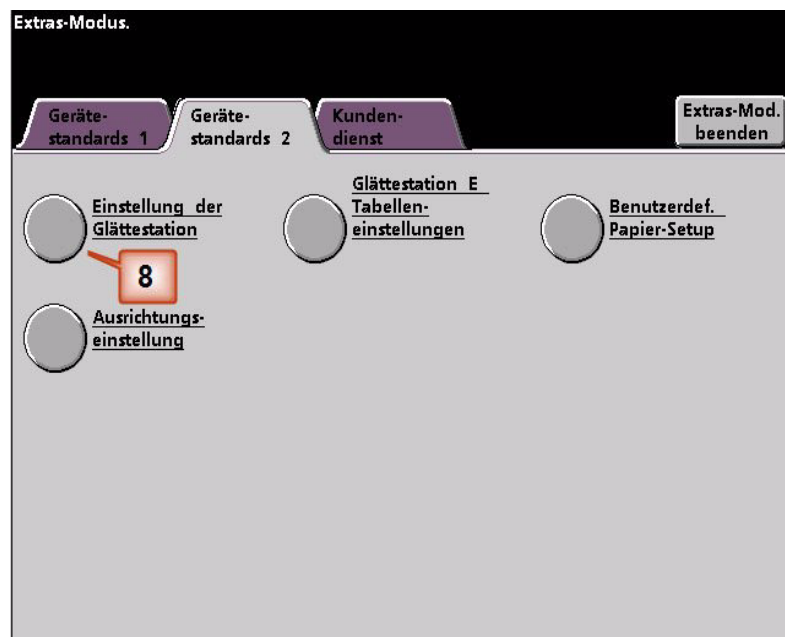 Extras-Modus.
Geräte-
standards 1
Geräte-
standards 2
Kunden-
dienst
Extras-Mod.
beenden
Einstellung der
Glättestation
8
Glättestation E
Tabellen-
einstellungen
Benutzerdef.
Papier-Setup
Ausrichtungs-
einstellung